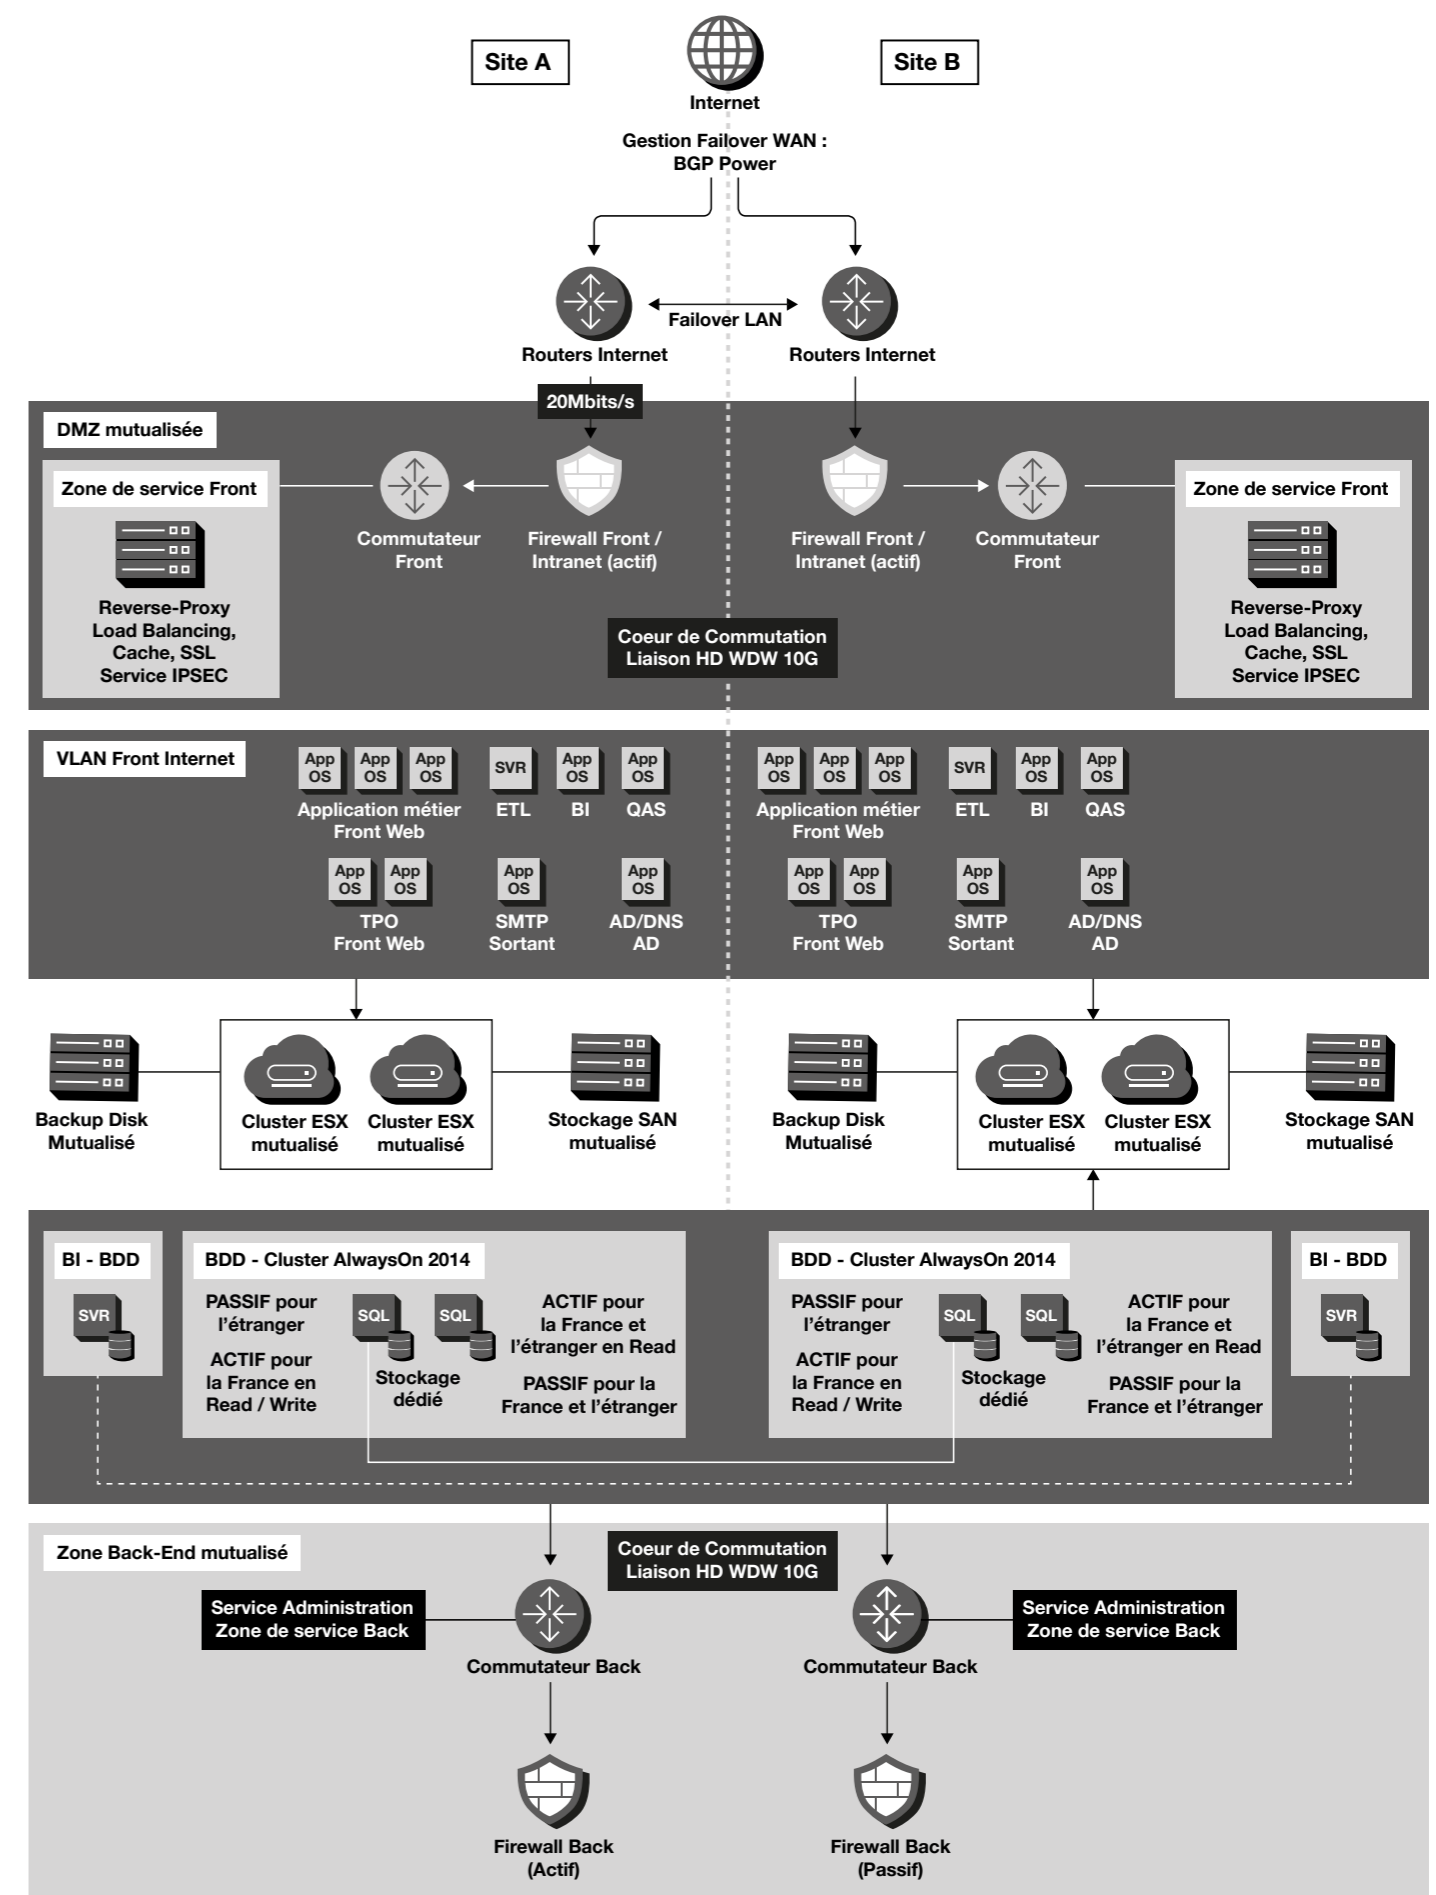 Site A
Site B
Internet
Gestion Failover WAN :
BGP Power
Failover LAN
Routers Internet
Routers Internet
20Mbits/s
DMZ mutualisée
Zone de service Front
Reverse-Proxy
Load Balancing,
Cache, SSL
Service IPSEC
Commutateur
Front
Firewall Front /
Intranet (actif)
Firewall Front /
Intranet (actif)
Commutateur
Front
Zone de service Front
Reverse-Proxy
Load Balancing,
Cache, SSL
Service IPSEC
Coeur de Commutation
Liaison HD WDW 10G
VLAN Front Internet
App
OS
App
OS
App
OS
Application métier
Front Web
SVR
ETL
App
OS
BI
App
OS
QAS
App
OS
App
OS
TPO
Front Web
App
OS
SMTP
Sortant
App
OS
AD/DNS
AD
App
OS
App
OS
App
OS
Application métier
Front Web
SVR
ETL
App
OS
BI
App
OS
QAS
App
OS
App
OS
TPO
Front Web
App
OS
SMTP
Sortant
App
OS
AD/DNS
AD
Backup Disk
Mutualisé
Cluster ESX
mutualisé
Cluster ESX
mutualisé
Stockage SAN
mutualisé
Backup Disk
Mutualisé
Cluster ESX
mutualisé
Cluster ESX
mutualisé
Stockage SAN
mutualisé
BI - BDD
SVR
BDD - Cluster AlwaysOn 2014
PASSIF pour
l'étranger
ACTIF pour
la France en
Read / Write
SQL
SQL
Stockage
dédié
ACTIF pour
la France et
l'étranger en Read
PASSIF pour la
France et l'étranger
BDD - Cluster AlwaysOn 2014
PASSIF pour
l'étranger
ACTIF pour
la France en
Read / Write
SQL
SQL
Stockage
dédié
ACTIF pour
la France et
l'étranger en Read
PASSIF pour la
France et l'étranger
BI - BDD
SVR
Zone Back-End mutualisé
Coeur de Commutation
Liaison HD WDW 10G
Service Administration
Zone de service Back
Commutateur Back
Commutateur Back
Service Administration
Zone de service Back
Firewall Back
(Actif)
Firewall Back
(Passif)